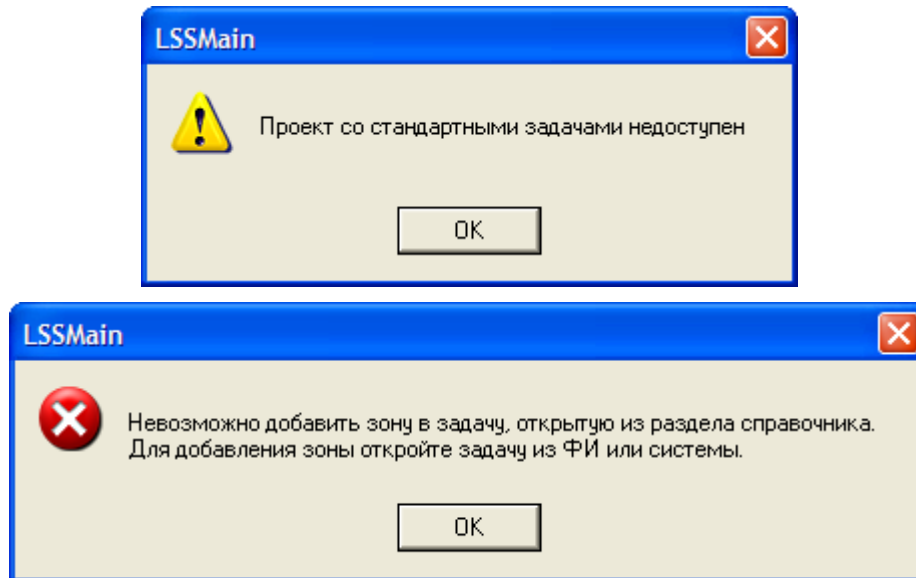 LSSMain
Проект со стандартными задачами недоступен
OK
LSSMain
Невозможно добавить зону в задачу, открытую из раздела справочника.
Для добавления зоны откройте задачу из ФИ или системы.
OK